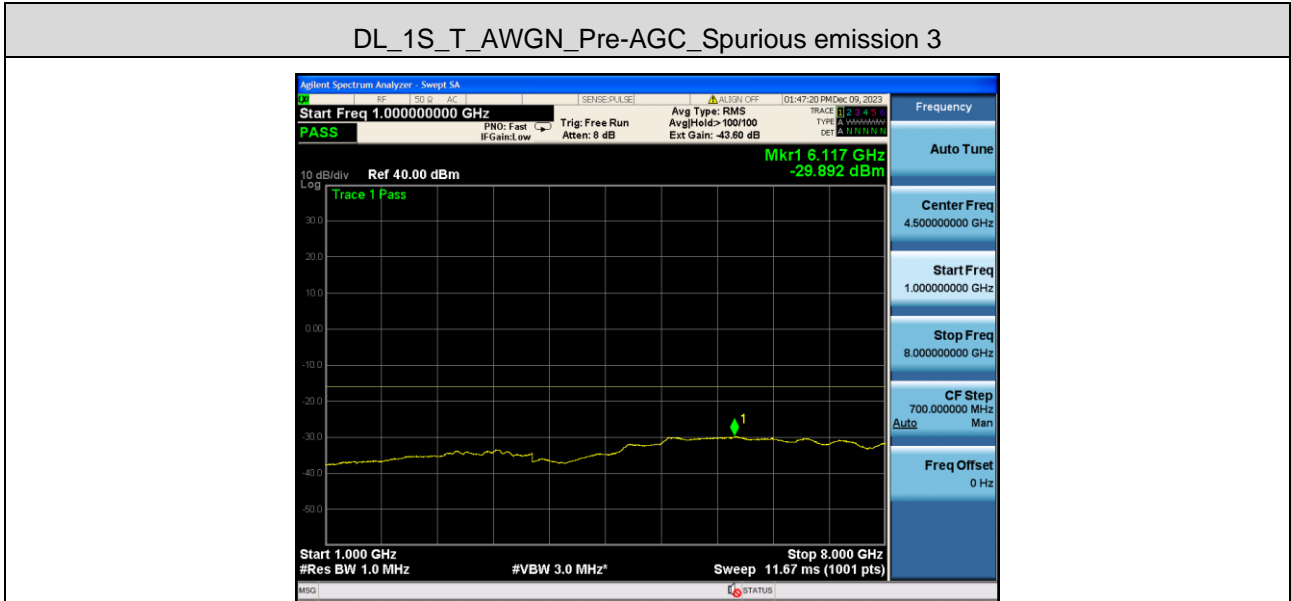 DL_1S_T_AWGN_Pre-AGC_Spurious emission 3
Agilent Spectrum Analyzer - Swept SA
RF 50 Ω AC SENSE:PULSE ALIGN OFF 01:47:20 PM Dec 09, 2023
Start Freq 1.000000000 GHz
PASS
PNO: Fast
IFGain:Low
Trig: Free Run
Atten: 8 dB
Avg Type: RMS
Avg|Hold:>100/100
Ext Gain: -43.60 dB
TRACE 1 2 3 4 5 6
TYPE A WWWWW
DET A N N N N N
Mkr1 6.117 GHz
-29.892 dBm
10 dB/div Ref 40.00 dBm
Log
Trace 1 Pass
30.0
20.0
10.0
0.00
-10.0
-20.0
-30.0
-40.0
-50.0
1
Start 1.000 GHz Stop 8.000 GHz
#Res BW 1.0 MHz #VBW 3.0 MHz* Sweep 11.67 ms (1001 pts)
MSG STATUS
Frequency
Auto Tune
Center Freq
4.500000000 GHz
Start Freq
1.000000000 GHz
Stop Freq
8.000000000 GHz
CF Step
700.000000 MHz
Auto Man
Freq Offset
0 Hz